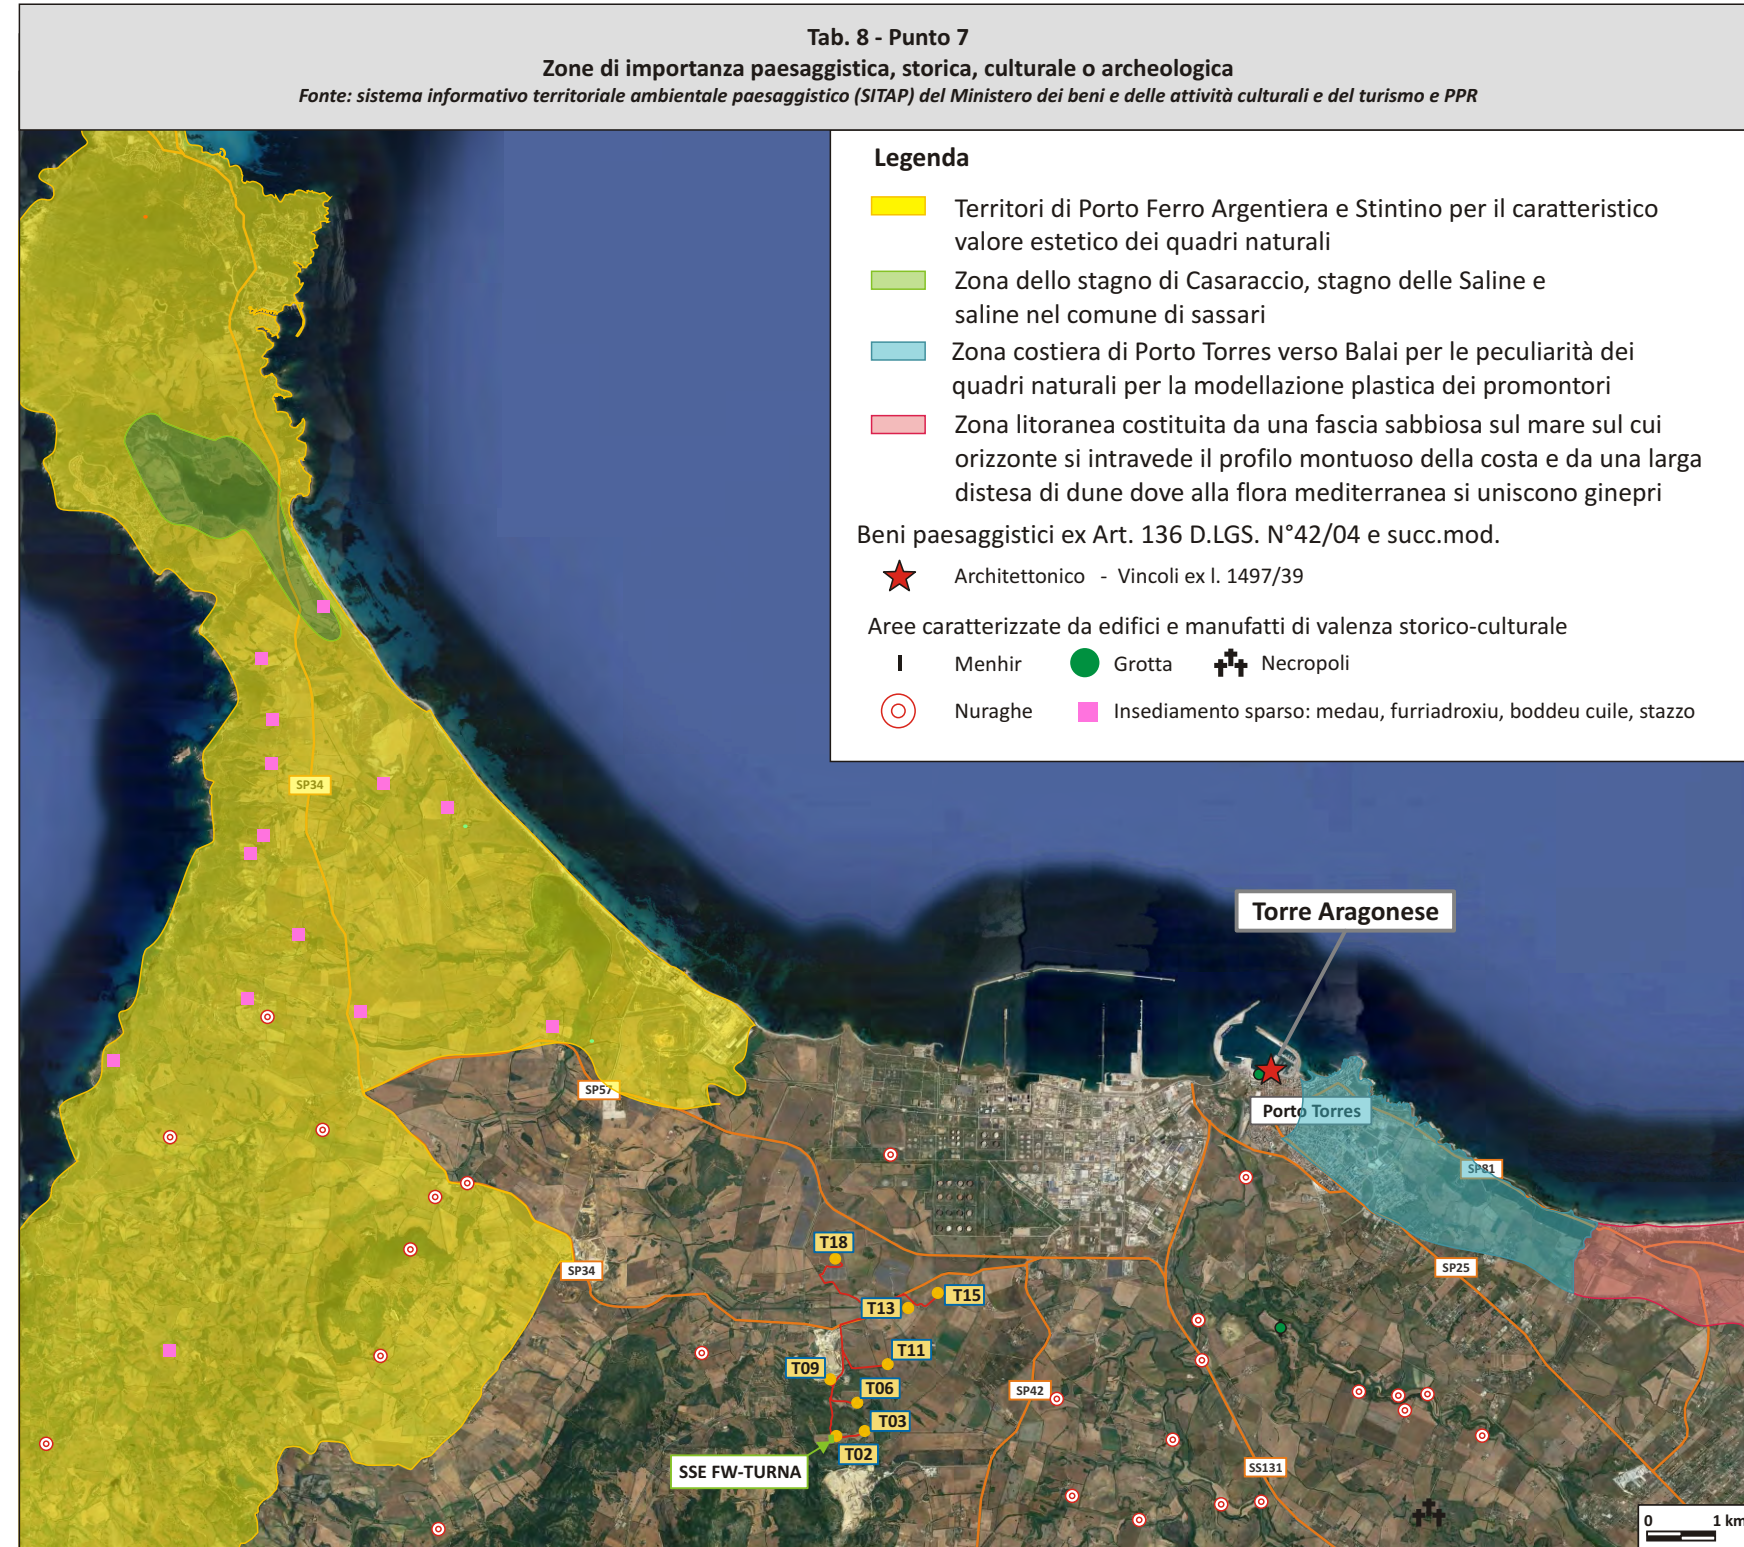 Tab. 8 - Punto 7
Zone di importanza paesaggistica, storica, culturale o archeologica
Fonte: sistema informativo territoriale ambientale paesaggistico (SITAP) del Ministero dei beni e delle attività culturali e del turismo e PPR
Legenda
Territori di Porto Ferro Argentiera e Stintino per il caratteristico
valore estetico dei quadri naturali
Zona dello stagno di Casaraccio, stagno delle Saline e
saline nel comune di sassari
Zona costiera di Porto Torres verso Balai per le peculiarità dei
quadri naturali per la modellazione plastica dei promontori
Zona litoranea costituita da una fascia sabbiosa sul mare sul cui
orizzonte si intravede il profilo montuoso della costa e da una larga
distesa di dune dove alla flora mediterranea si uniscono ginepri
Beni paesaggistici ex Art. 136 D.LGS. N°42/04 e succ.mod.
Architettonico - Vincoli ex l. 1497/39
Aree caratterizzate da edifici e manufatti di valenza storico-culturale
Menhir Grotta Necropoli
Nuraghe Insediamento sparso: medau, furriadroxiu, boddeu cuile, stazzo
SP34
Torre Aragonese
SP57
Porto Torres
SP81
T18
SP34
SP25
T15
T13
T11
T09
T06
SP42
T03
T02
SSE FW-TURNA
SS131
0 1 km